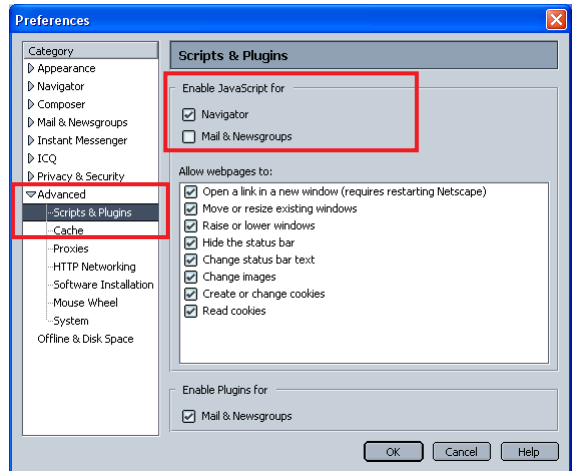 Preferences
Category
Appearance
Navigator
Composer
Mail & Newsgroups
Instant Messenger
ICQ
Privacy & Security
Advanced
Scripts & Plugins
Cache
Proxies
HTTP Networking
Software Installation
Mouse Wheel
System
Offline & Disk Space
Scripts & Plugins
Enable JavaScript for
Navigator
Mail & Newsgroups
Allow webpages to:
Open a link in a new window (requires restarting Netscape)
Move or resize existing windows
Raise or lower windows
Hide the status bar
Change status bar text
Change images
Create or change cookies
Read cookies
Enable Plugins for
Mail & Newsgroups
OK
Cancel
Help